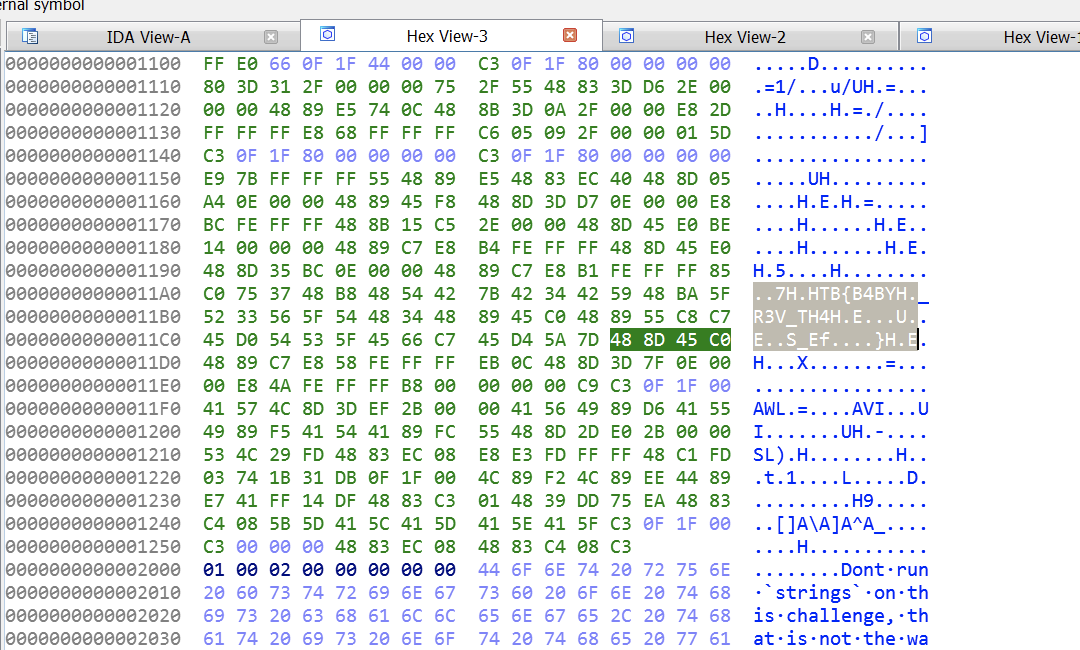 rnal symbol
IDA View-A Hex View-3 Hex View-2 Hex View-1
0000000000001100 FF E0 66 0F 1F 44 00 00 C3 0F 1F 80 00 00 00 00 .....D..........
0000000000001110 80 3D 31 2F 00 00 00 75 2F 55 48 83 3D D6 2E 00 .=1/...u/UH.=...
0000000000001120 00 00 48 89 E5 74 0C 48 8B 3D 0A 2F 00 00 E8 2D ..H....H.=./....
0000000000001130 FF FF FF E8 68 FF FF FF C6 05 09 2F 00 00 01 5D .........../...]
0000000000001140 C3 0F 1F 80 00 00 00 00 C3 0F 1F 80 00 00 00 00 ................
0000000000001150 E9 7B FF FF FF 55 48 89 E5 48 83 EC 40 48 8D 05 .....UH.........
0000000000001160 A4 0E 00 00 48 89 45 F8 48 8D 3D D7 0E 00 00 E8 ....H.E.H.=.....
0000000000001170 BC FE FF FF 48 8B 15 C5 2E 00 00 48 8D 45 E0 BE ....H......H.E..
0000000000001180 14 00 00 00 48 89 C7 E8 B4 FE FF FF 48 8D 45 E0 ....H.......H.E.
0000000000001190 48 8D 35 BC 0E 00 00 48 89 C7 E8 B1 FE FF FF 85 H.5....H........
00000000000011A0 C0 75 37 48 B8 48 54 42 7B 42 34 42 59 48 BA 5F ..7H.HTB{B4BYH._
00000000000011B0 52 33 56 5F 54 48 34 48 89 45 C0 48 89 55 C8 C7 R3V_TH4H.E...U..
00000000000011C0 45 D0 54 53 5F 45 66 C7 45 D4 5A 7D 48 8D 45 C0 E..S_Ef....}H.E.
00000000000011D0 48 89 C7 E8 58 FE FF FF EB 0C 48 8D 3D 7F 0E 00 H...X.......=...
00000000000011E0 00 E8 4A FE FF FF B8 00 00 00 00 C9 C3 0F 1F 00 ................
00000000000011F0 41 57 4C 8D 3D EF 2B 00 00 41 56 49 89 D6 41 55 AWL.=....AVI...U
0000000000001200 49 89 F5 41 54 41 89 FC 55 48 8D 2D E0 2B 00 00 I.......UH.-....
0000000000001210 53 4C 29 FD 48 83 EC 08 E8 E3 FD FF FF 48 C1 FD SL).H........H..
0000000000001220 03 74 1B 31 DB 0F 1F 00 4C 89 F2 4C 89 EE 44 89 .t.1....L....D.
0000000000001230 E7 41 FF 14 DF 48 83 C3 01 48 39 DD 75 EA 48 83 .........H9.....
0000000000001240 C4 08 5B 5D 41 5C 41 5D 41 5E 41 5F C3 0F 1F 00 ..[]A\A]A^A_....
0000000000001250 C3 00 00 00 48 83 EC 08 48 83 C4 08 C3 ....H...........
0000000000002000 01 00 02 00 00 00 00 00 44 6F 6E 74 20 72 75 6E ........Dont·run
0000000000002010 20 60 73 74 72 69 6E 67 73 60 20 6F 6E 20 74 68 ·`strings`·on·th
0000000000002020 69 73 20 63 68 61 6C 6C 65 6E 67 65 2C 20 74 68 is·challenge,·th
0000000000002030 61 74 20 69 73 20 6E 6F 74 20 74 68 65 20 77 61 at·is·not·the·wa